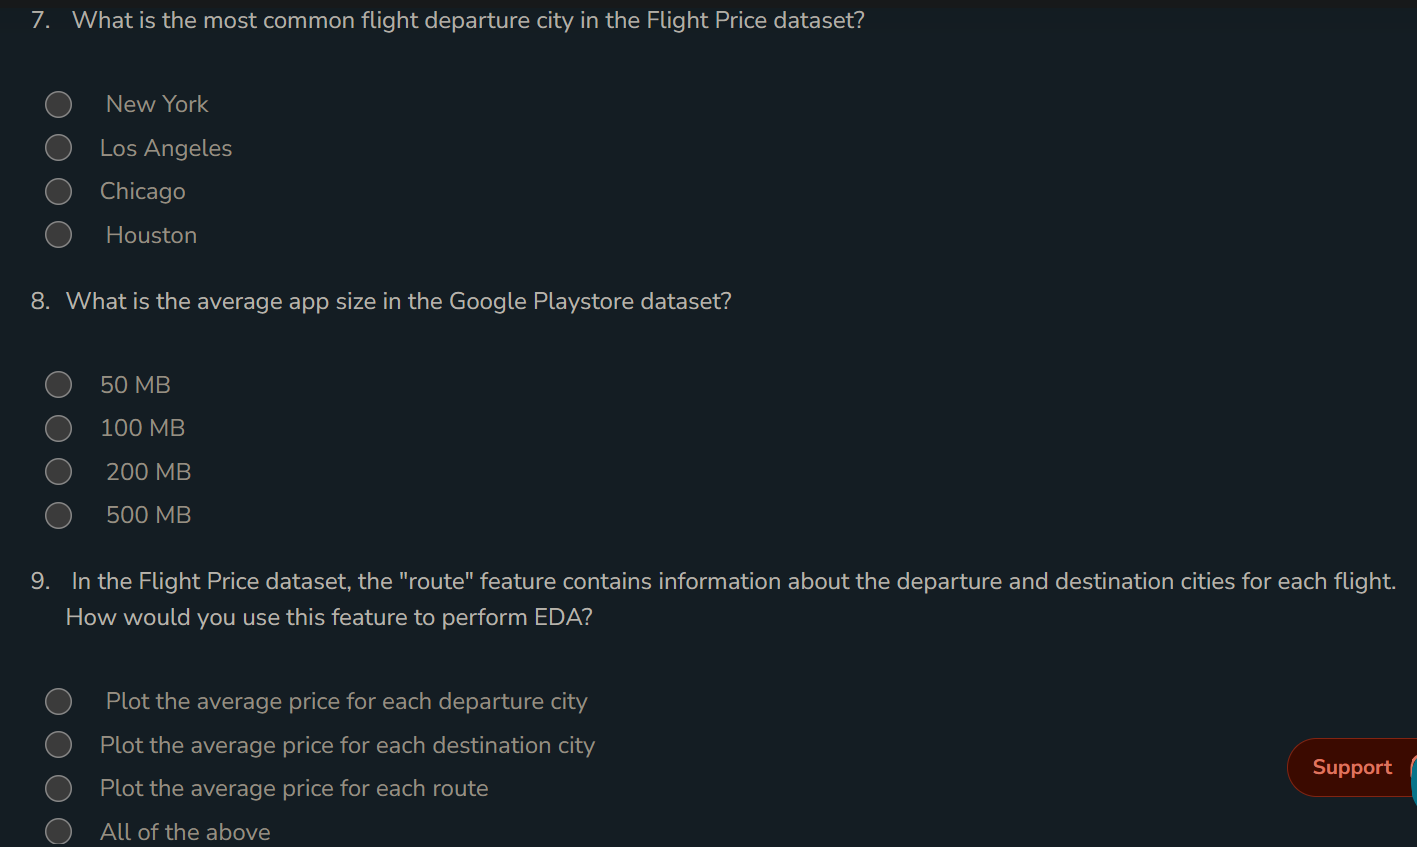 7. What is the most common flight departure city in the Flight Price dataset?
New York
Los Angeles
Chicago
Houston
8. What is the average app size in the Google Playstore dataset?
50 MB
100 MB
200 MB
500 MB
9. In the Flight Price dataset, the "route" feature contains information about the departure and destination cities for each flight.
How would you use this feature to perform EDA?
Plot the average price for each departure city
Plot the average price for each destination city
Support
Plot the average price for each route
All of the above